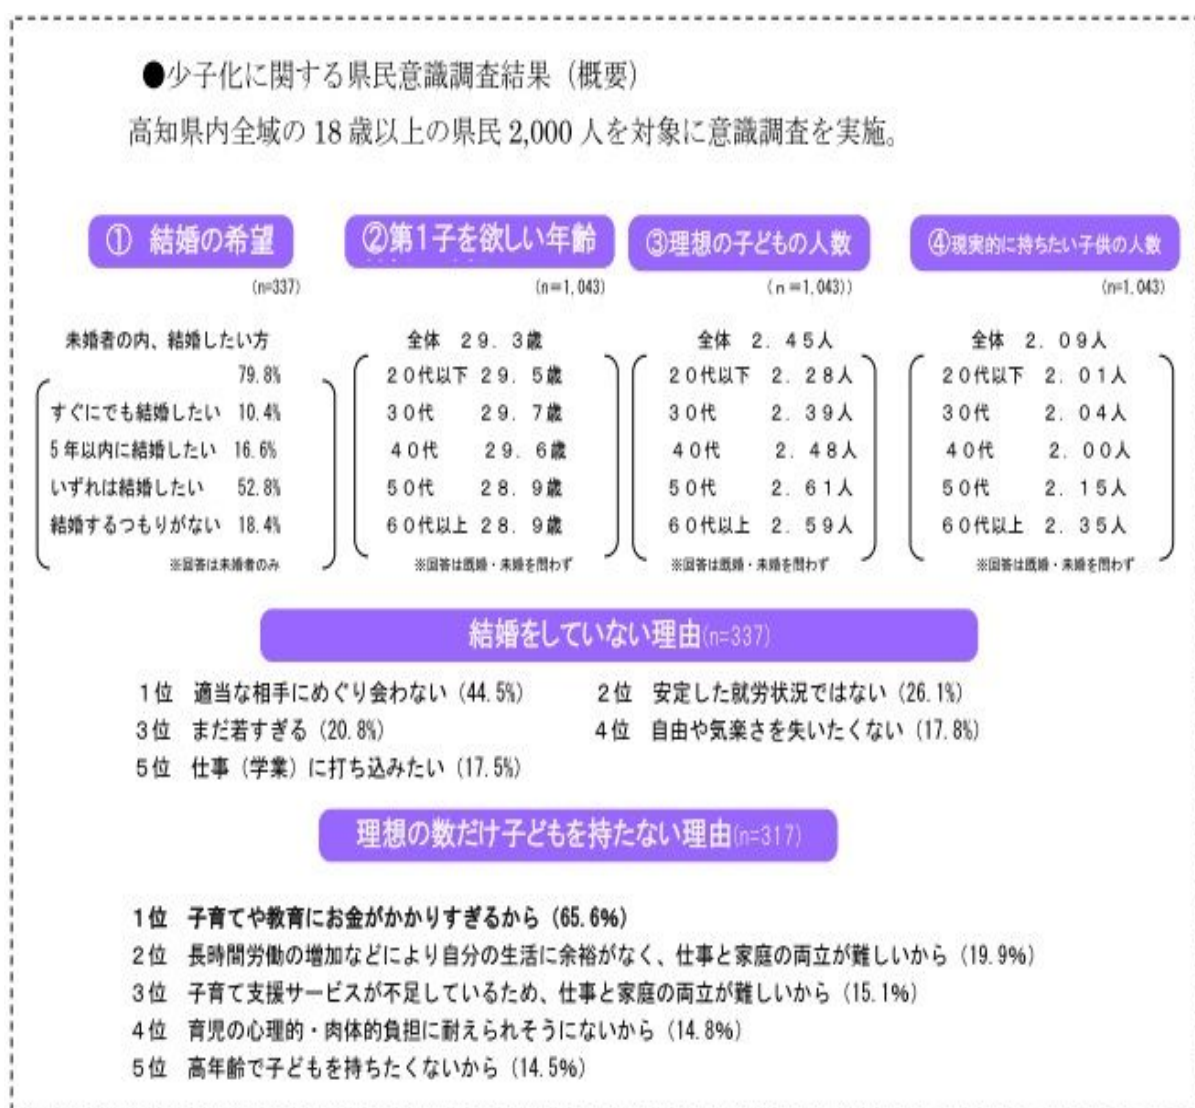 ●少子化に関する県民意識調査結果（概要）
高知県内全域の 18 歳以上の県民 2,000 人を対象に意識調査を実施。
① 結婚の希望
(n=337)
未婚者の内、結婚したい方
79.8%
すぐにでも結婚したい 10.4%
5年以内に結婚したい 16.6%
いずれは結婚したい 52.8%
結婚するつもりがない 18.4%
※回答は未婚者のみ
②第1子を欲しい年齢
(n=1,043)
全体 29.3歳
20代以下 29.5歳
30代 29.7歳
40代 29.6歳
50代 28.9歳
60代以上 28.9歳
※回答は既婚・未婚を問わず
③理想の子どもの人数
(n=1,043))
全体 2.45人
20代以下 2.28人
30代 2.39人
40代 2.48人
50代 2.61人
60代以上 2.59人
※回答は既婚・未婚を問わず
④現実的に持ちたい子供の人数
(n=1,043)
全体 2.09人
20代以下 2.01人
30代 2.04人
40代 2.00人
50代 2.15人
60代以上 2.35人
※回答は既婚・未婚を問わず
結婚をしていない理由(n=337)
1位 適当な相手にめぐり会わない（44.5%） 2位 安定した就労状況ではない（26.1%）
3位 まだ若すぎる（20.8%） 4位 自由や気楽さを失いたくない（17.8%）
5位 仕事（学業）に打ち込みたい（17.5%）
理想の数だけ子どもを持たない理由(n=317)
1位 子育てや教育にお金がかかりすぎるから（65.6%）
2位 長時間労働の増加などにより自分の生活に余裕がなく、仕事と家庭の両立が難しいから（19.9%）
3位 子育て支援サービスが不足しているため、仕事と家庭の両立が難しいから（15.1%）
4位 育児の心理的・肉体的負担に耐えられそうにないから（14.8%）
5位 高年齢で子どもを持ちたくないから（14.5%）